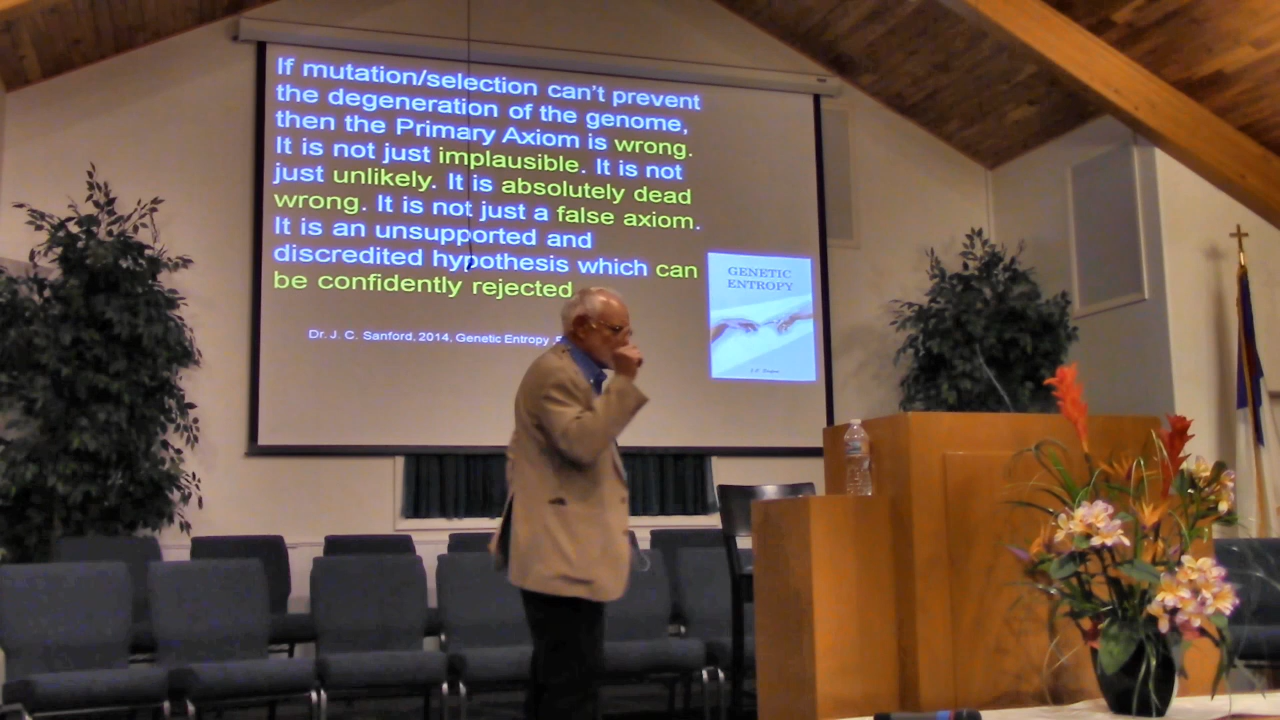 If mutation/selection can't prevent
the degeneration of the genome,
then the Primary Axiom is wrong.
It is not just implausible. It is not
just unlikely. It is absolutely dead
wrong. It is not just a false axiom.
It is an unsupported and
discredited hypothesis which can
be confidently rejected
Dr. J. C. Sanford, 2014, Genetic Entropy
GENETIC
ENTROPY